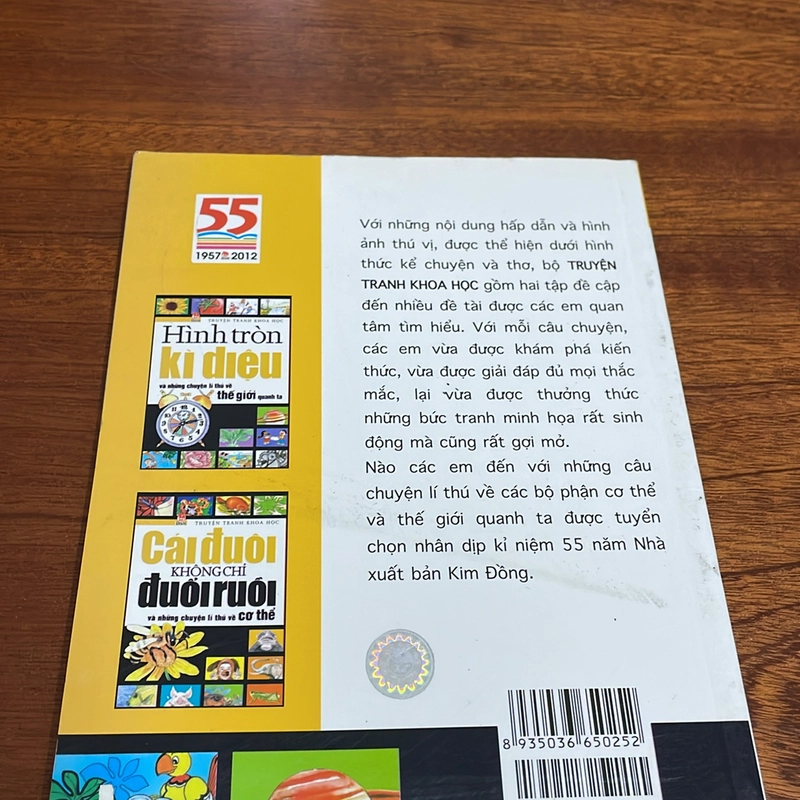 55
1957 2012
TRUYỆN TRANH KHOA HỌC
Hình tròn
kì diệu
và những chuyện lí thú về
thế giới quanh ta
TRUYỆN TRANH KHOA HỌC
Cái đuôi
KHÔNG CHỈ
đuổi ruồi
và những chuyện lí thú về cơ thể
Với những nội dung hấp dẫn và hình
ảnh thú vị, được thể hiện dưới hình
thức kể chuyện và thơ, bộ TRUYỆN
TRANH KHOA HỌC gồm hai tập đề cập
đến nhiều đề tài được các em quan
tâm tìm hiểu. Với mỗi câu chuyện,
các em vừa được khám phá kiến
thức, vừa được giải đáp đủ mọi thắc
mắc, lại vừa được thưởng thức
những bức tranh minh họa rất sinh
động mà cũng rất gợi mở.
Nào các em đến với những câu
chuyện lí thú về các bộ phận cơ thể
và thế giới quanh ta được tuyển
chọn nhân dịp kỉ niệm 55 năm Nhà
xuất bản Kim Đồng.
8 935036 650252